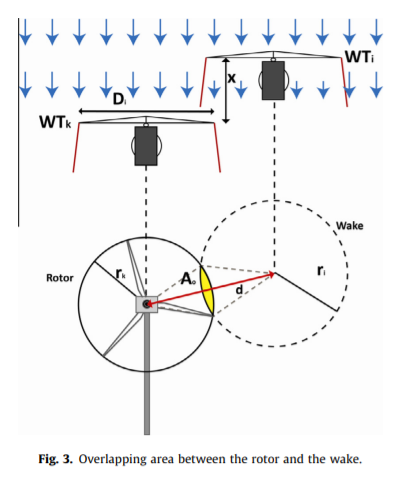 WTi
x
Di
WTk
Wake
Rotor
rk
Ao
ri
d
Fig. 3. Overlapping area between the rotor and the wake.